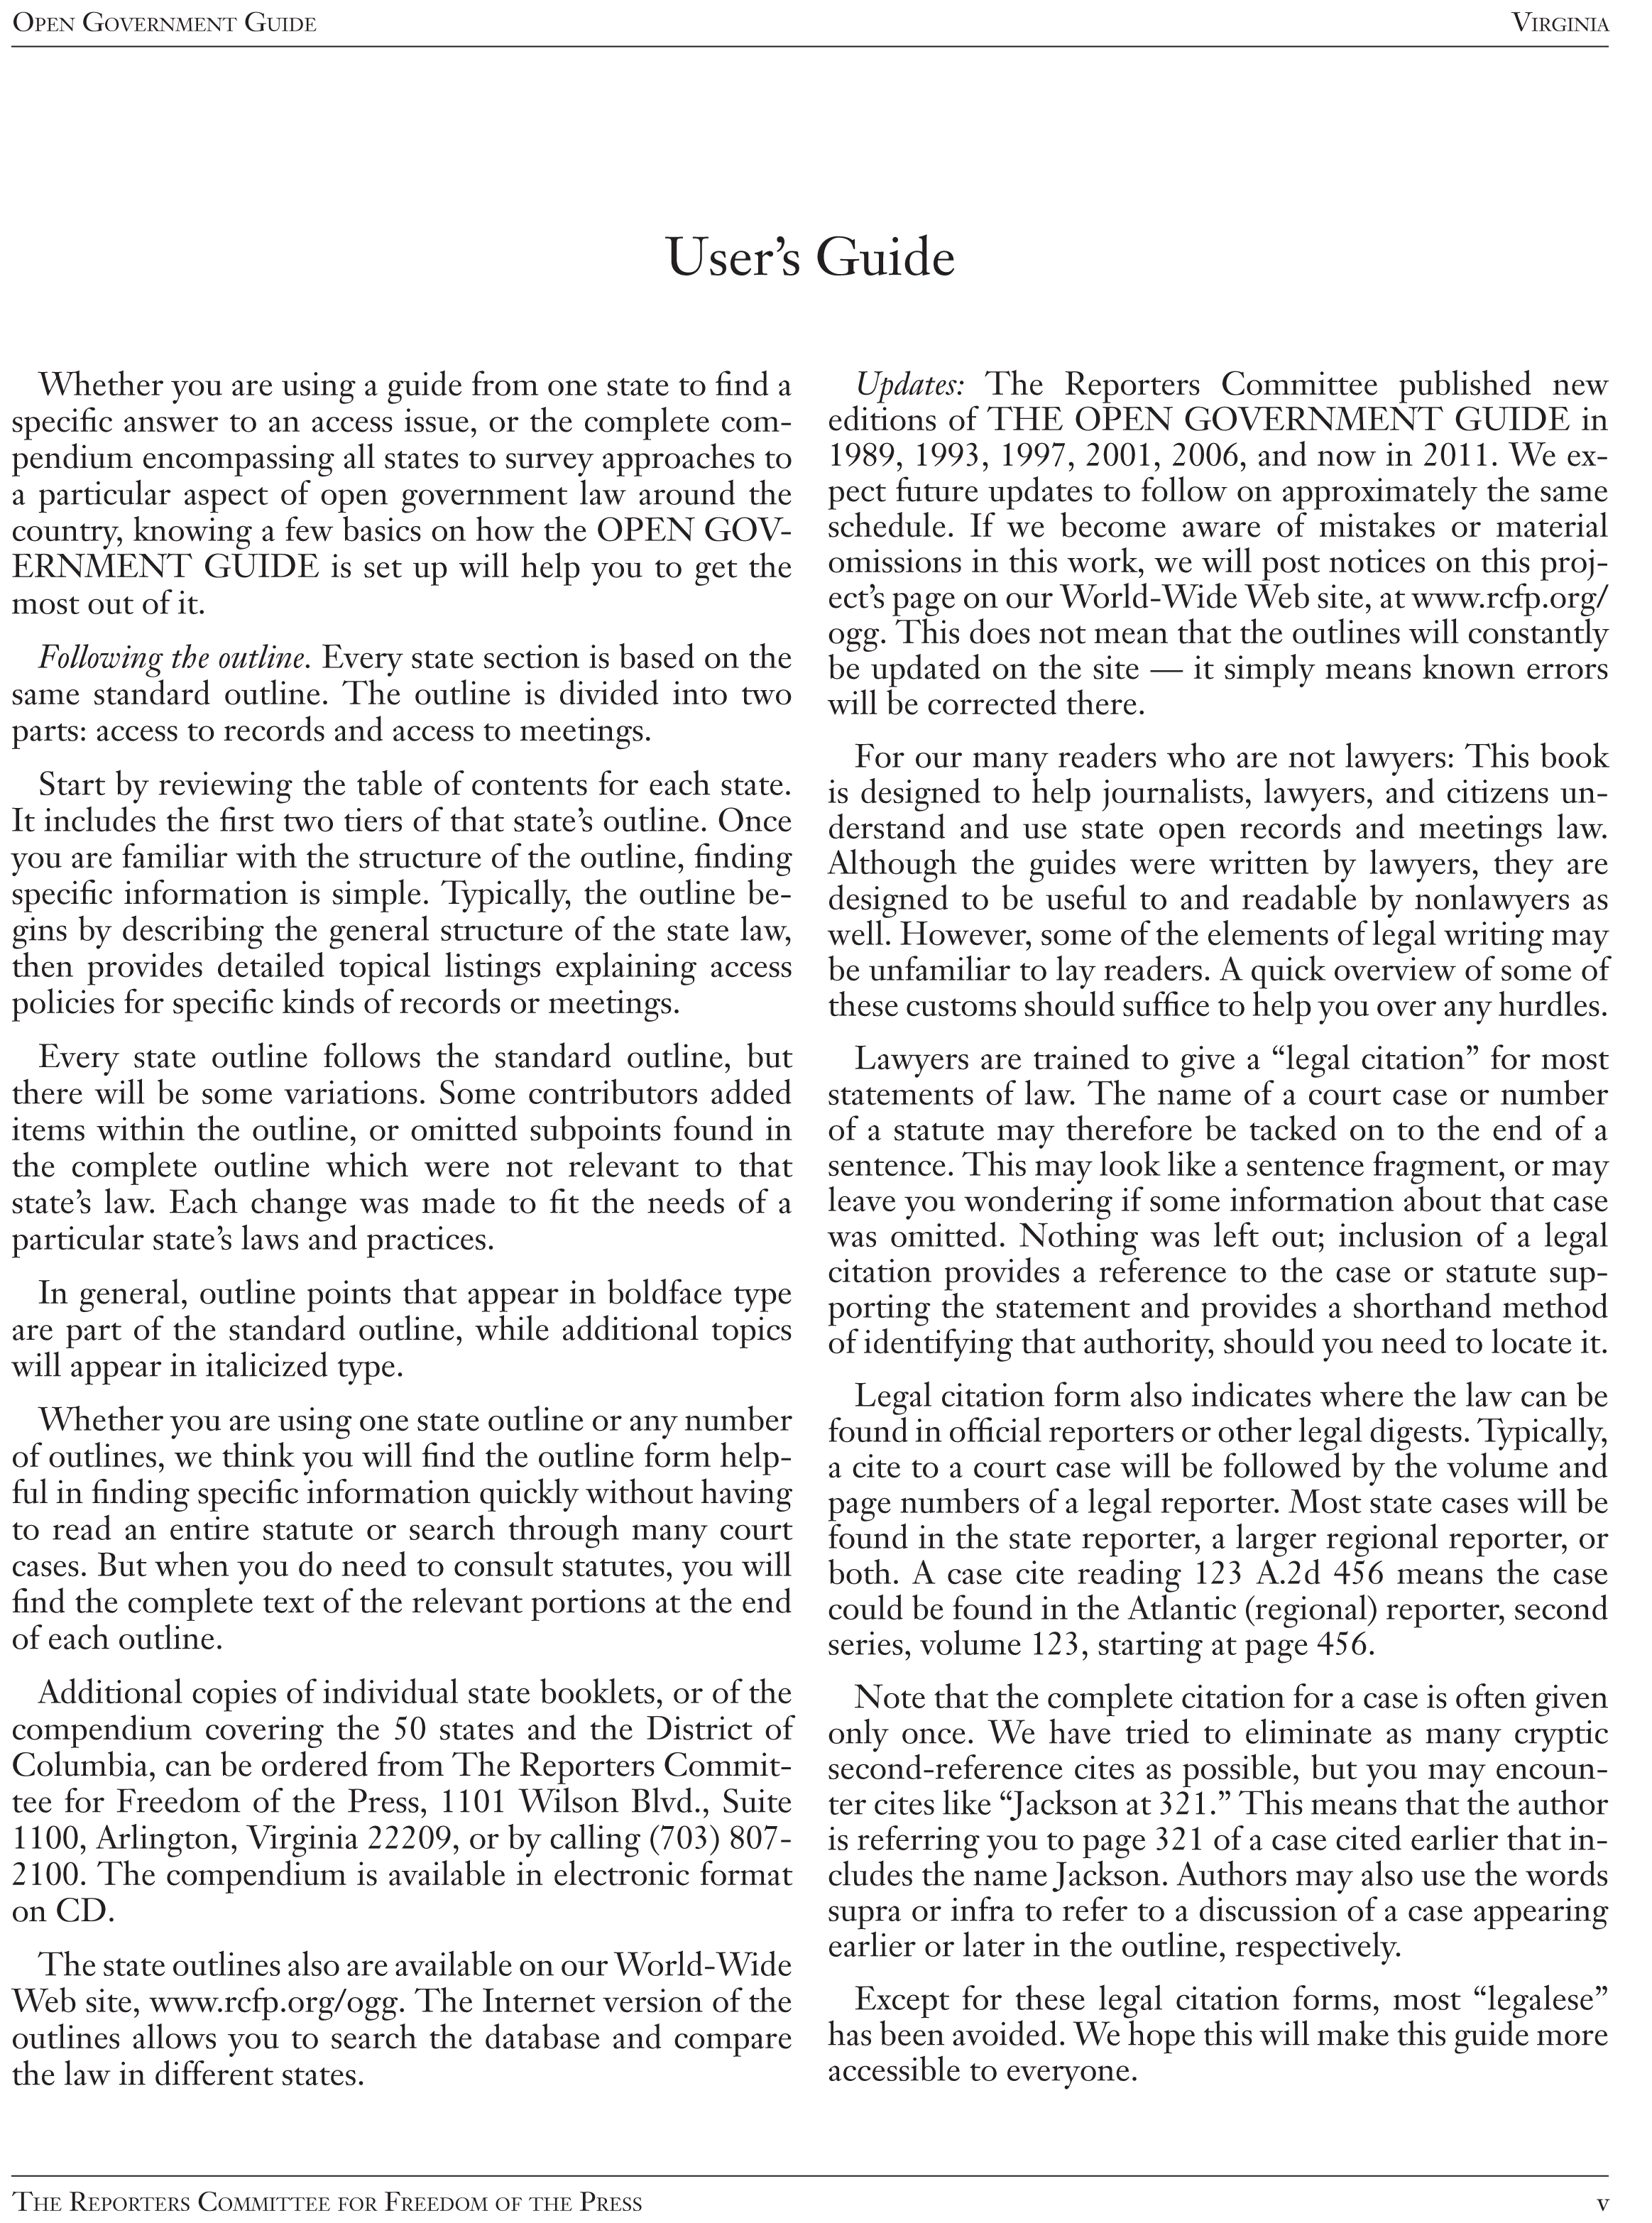 Open Government Guide
Virginia
User’s Guide
Whether you are using a guide from one state to find a
specific answer to an access issue, or the complete com-
pendium encompassing all states to survey approaches to
a particular aspect of open government law around the
country, knowing a few basics on how the OPEN GOV-
ERNMENT GUIDE is set up will help you to get the
most out of it.
Following the outline. Every state section is based on the
same standard outline. The outline is divided into two
parts: access to records and access to meetings.
Start by reviewing the table of contents for each state.
It includes the first two tiers of that state’s outline. Once
you are familiar with the structure of the outline, finding
specific information is simple. Typically, the outline be-
gins by describing the general structure of the state law,
then provides detailed topical listings explaining access
policies for specific kinds of records or meetings.
Every state outline follows the standard outline, but
there will be some variations. Some contributors added
items within the outline, or omitted subpoints found in
the complete outline which were not relevant to that
state’s law. Each change was made to fit the needs of a
particular state’s laws and practices.
In general, outline points that appear in boldface type
are part of the standard outline, while additional topics
will appear in italicized type.
Whether you are using one state outline or any number
of outlines, we think you will find the outline form help-
ful in finding specific information quickly without having
to read an entire statute or search through many court
cases. But when you do need to consult statutes, you will
find the complete text of the relevant portions at the end
of each outline.
Additional copies of individual state booklets, or of the
compendium covering the 50 states and the District of
Columbia, can be ordered from The Reporters Commit-
tee for Freedom of the Press, 1101 Wilson Blvd., Suite
1100, Arlington, Virginia 22209, or by calling (703) 807-
2100. The compendium is available in electronic format
on CD.
The state outlines also are available on our World-Wide
Web site, www.rcfp.org/ogg. The Internet version of the
outlines allows you to search the database and compare
the law in different states.
Updates: The Reporters Committee published new
editions of THE OPEN GOVERNMENT GUIDE in
1989, 1993, 1997, 2001, 2006, and now in 2011. We ex-
pect future updates to follow on approximately the same
schedule. If we become aware of mistakes or material
omissions in this work, we will post notices on this proj-
ect’s page on our World-Wide Web site, at www.rcfp.org/
ogg. This does not mean that the outlines will constantly
be updated on the site — it simply means known errors
will be corrected there.
For our many readers who are not lawyers: This book
is designed to help journalists, lawyers, and citizens un-
derstand and use state open records and meetings law.
Although the guides were written by lawyers, they are
designed to be useful to and readable by nonlawyers as
well. However, some of the elements of legal writing may
be unfamiliar to lay readers. A quick overview of some of
these customs should suffice to help you over any hurdles.
Lawyers are trained to give a “legal citation” for most
statements of law. The name of a court case or number
of a statute may therefore be tacked on to the end of a
sentence. This may look like a sentence fragment, or may
leave you wondering if some information about that case
was omitted. Nothing was left out; inclusion of a legal
citation provides a reference to the case or statute sup-
porting the statement and provides a shorthand method
of identifying that authority, should you need to locate it.
Legal citation form also indicates where the law can be
found in official reporters or other legal digests. Typically,
a cite to a court case will be followed by the volume and
page numbers of a legal reporter. Most state cases will be
found in the state reporter, a larger regional reporter, or
both. A case cite reading 123 A.2d 456 means the case
could be found in the Atlantic (regional) reporter, second
series, volume 123, starting at page 456.
Note that the complete citation for a case is often given
only once. We have tried to eliminate as many cryptic
second-reference cites as possible, but you may encoun-
ter cites like “Jackson at 321.” This means that the author
is referring you to page 321 of a case cited earlier that in-
cludes the name Jackson. Authors may also use the words
supra or infra to refer to a discussion of a case appearing
earlier or later in the outline, respectively.
Except for these legal citation forms, most “legalese”
has been avoided. We hope this will make this guide more
accessible to everyone.
The Reporters Committee for Freedom of the Press
v